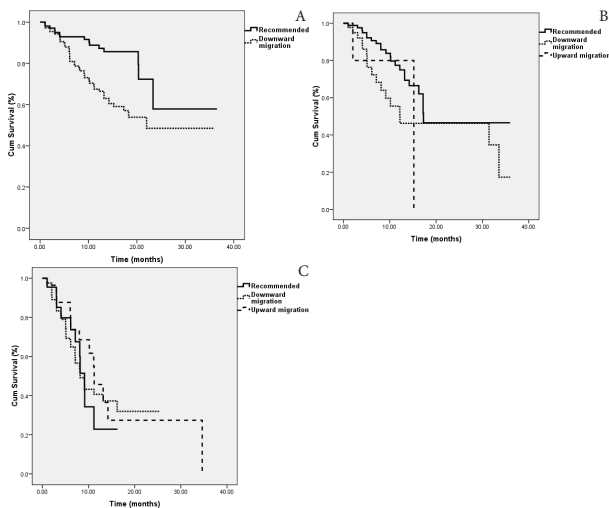 A
Cum Survival (%)
1.0
0.8
0.6
0.4
0.2
0.0
0.00
10.00
20.00
30.00
40.00
Time (months)
Recommended
Downward
migration
B
Cum Survival (%)
1.0
0.8
0.6
0.4
0.2
0.0
0.00
10.00
20.00
30.00
40.00
Time (months)
Recommended
Downward
migration
Upward migration
C
Cum Survival (%)
1.0
0.8
0.6
0.4
0.2
0.0
0.00
10.00
20.00
30.00
40.00
Time (months)
Recommended
Downward
migration
Upward migration